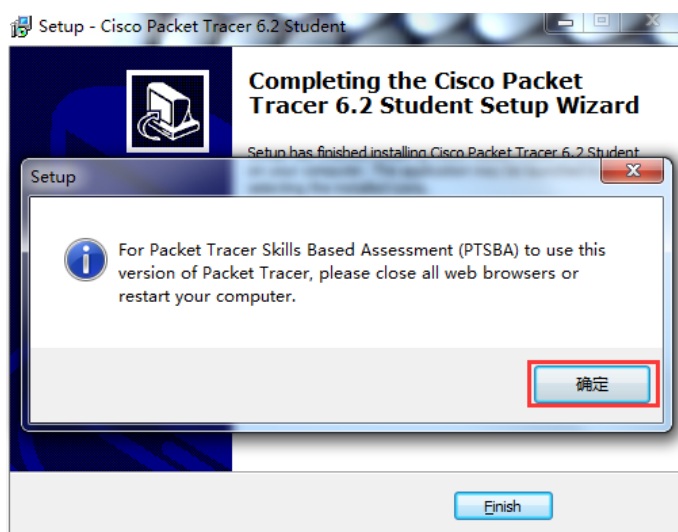 Setup - Cisco Packet Tracer 6.2 Student
Completing the Cisco Packet
Tracer 6.2 Student Setup Wizard
Setup has finished installing Cisco Packet Tracer 6.2 Student
Setup
For Packet Tracer Skills Based Assessment (PTSBA) to use this
version of Packet Tracer, please close all web browsers or
restart your computer.
确定
Finish